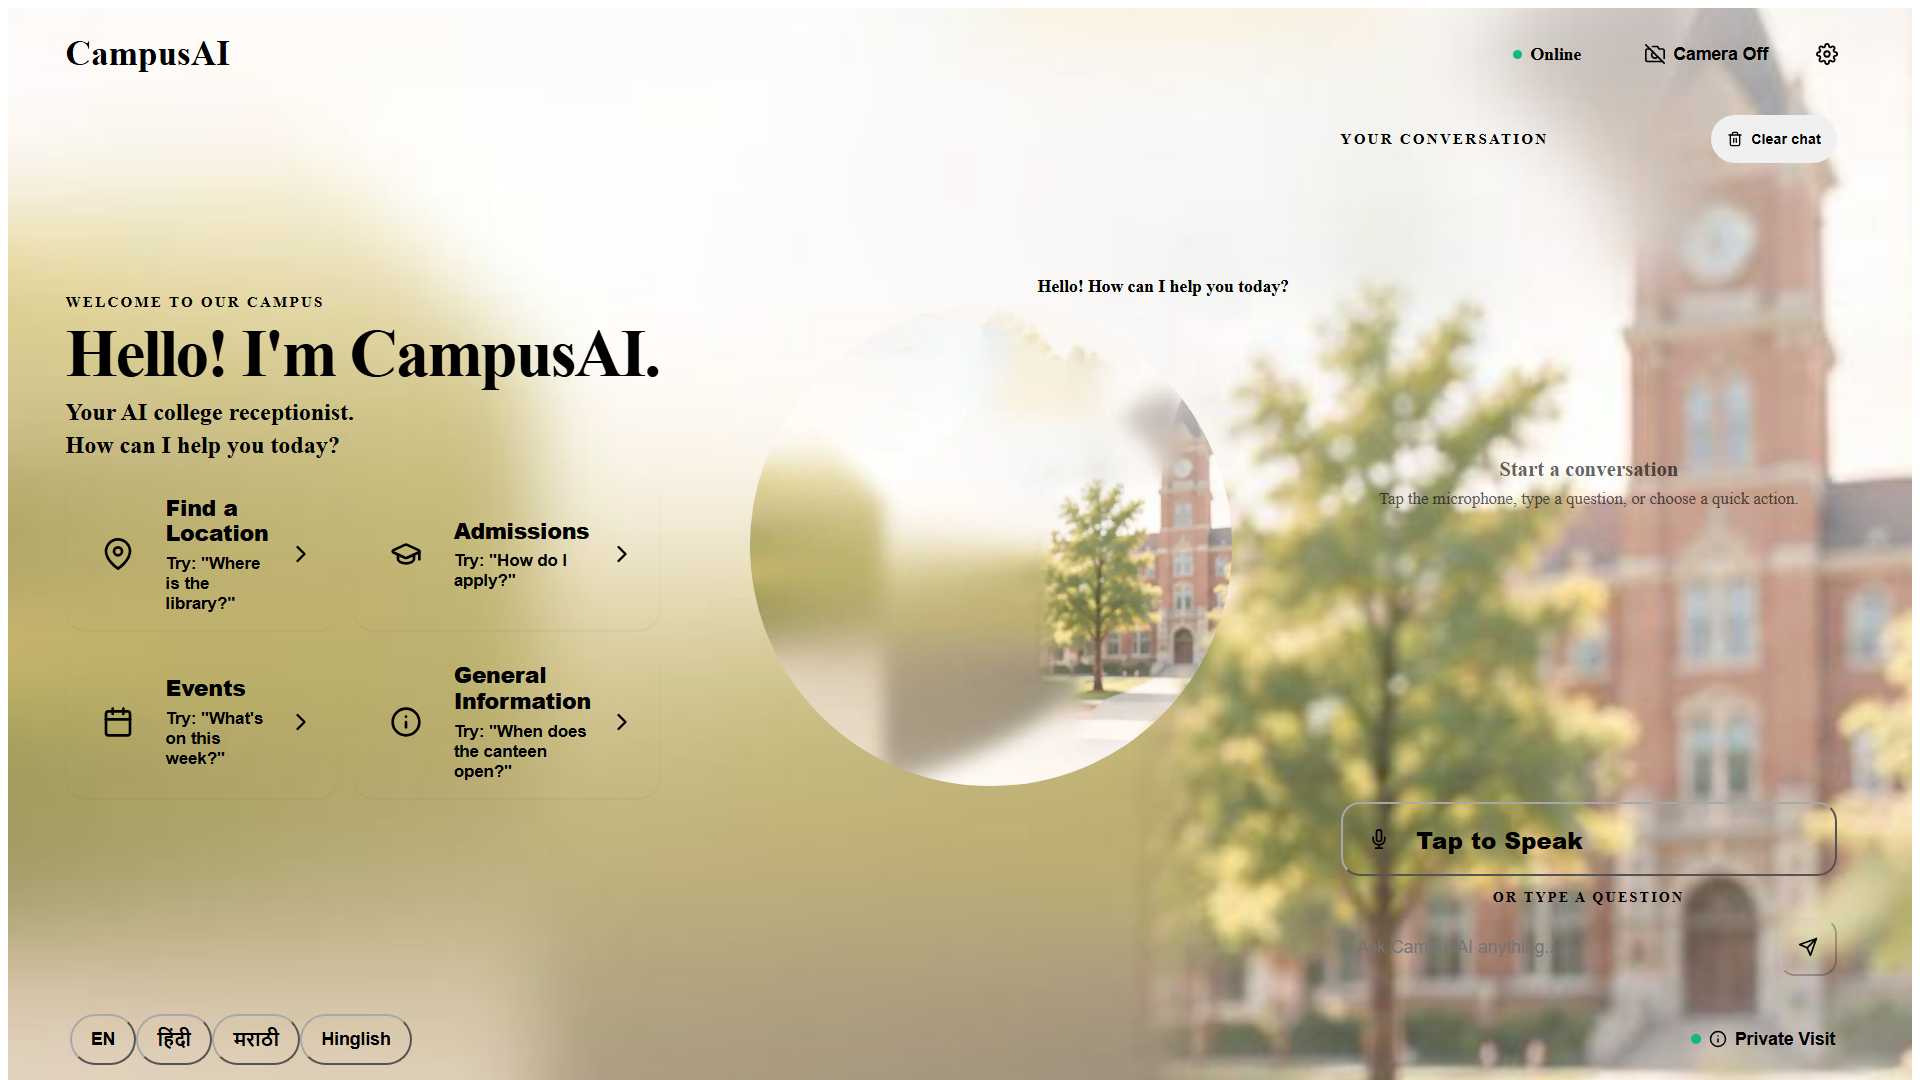 CampusAI
Online
Camera Off
YOUR CONVERSATION
Clear chat
Hello! How can I help you today?
WELCOME TO OUR CAMPUS
Hello! I'm CampusAI.
Your AI college receptionist.
How can I help you today?
Find a
Location
Try: "Where
is the
library?"
Admissions
Try: "How do I
apply?"
Events
Try: "What's
on this
week?"
General
Information
Try: "When does
the canteen
open?"
Start a conversation
Tap the microphone, type a question, or choose a quick action.
Tap to Speak
OR TYPE A QUESTION
Ask CampusAI anything...
EN
हिंदी
मराठी
Hinglish
Private Visit